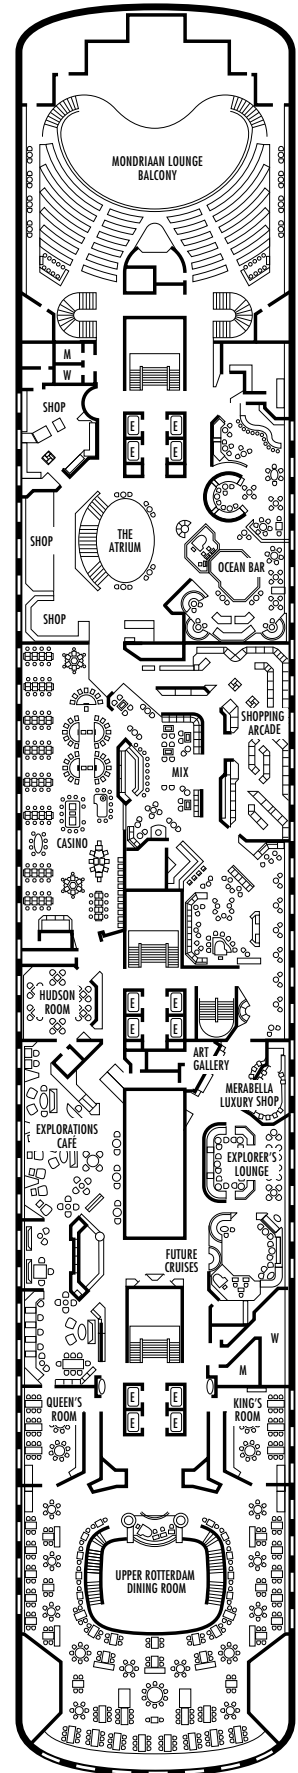 MONDRIAAN LOUNGE
BALCONY
M
W
SHOP
E
E
E
E
SHOP
THE
ATRIUM
OCEAN BAR
SHOP
SHOPPING
ARCADE
MIX
CASINO
HUDSON
ROOM
E
E
E
E
ART
GALLERY
MERABELLA
LUXURY SHOP
EXPLORATIONS
CAFÉ
EXPLORER'S
LOUNGE
FUTURE
CRUISES
W
M
QUEEN'S
ROOM
E
E
E
E
KING'S
ROOM
UPPER ROTTERDAM
DINING ROOM